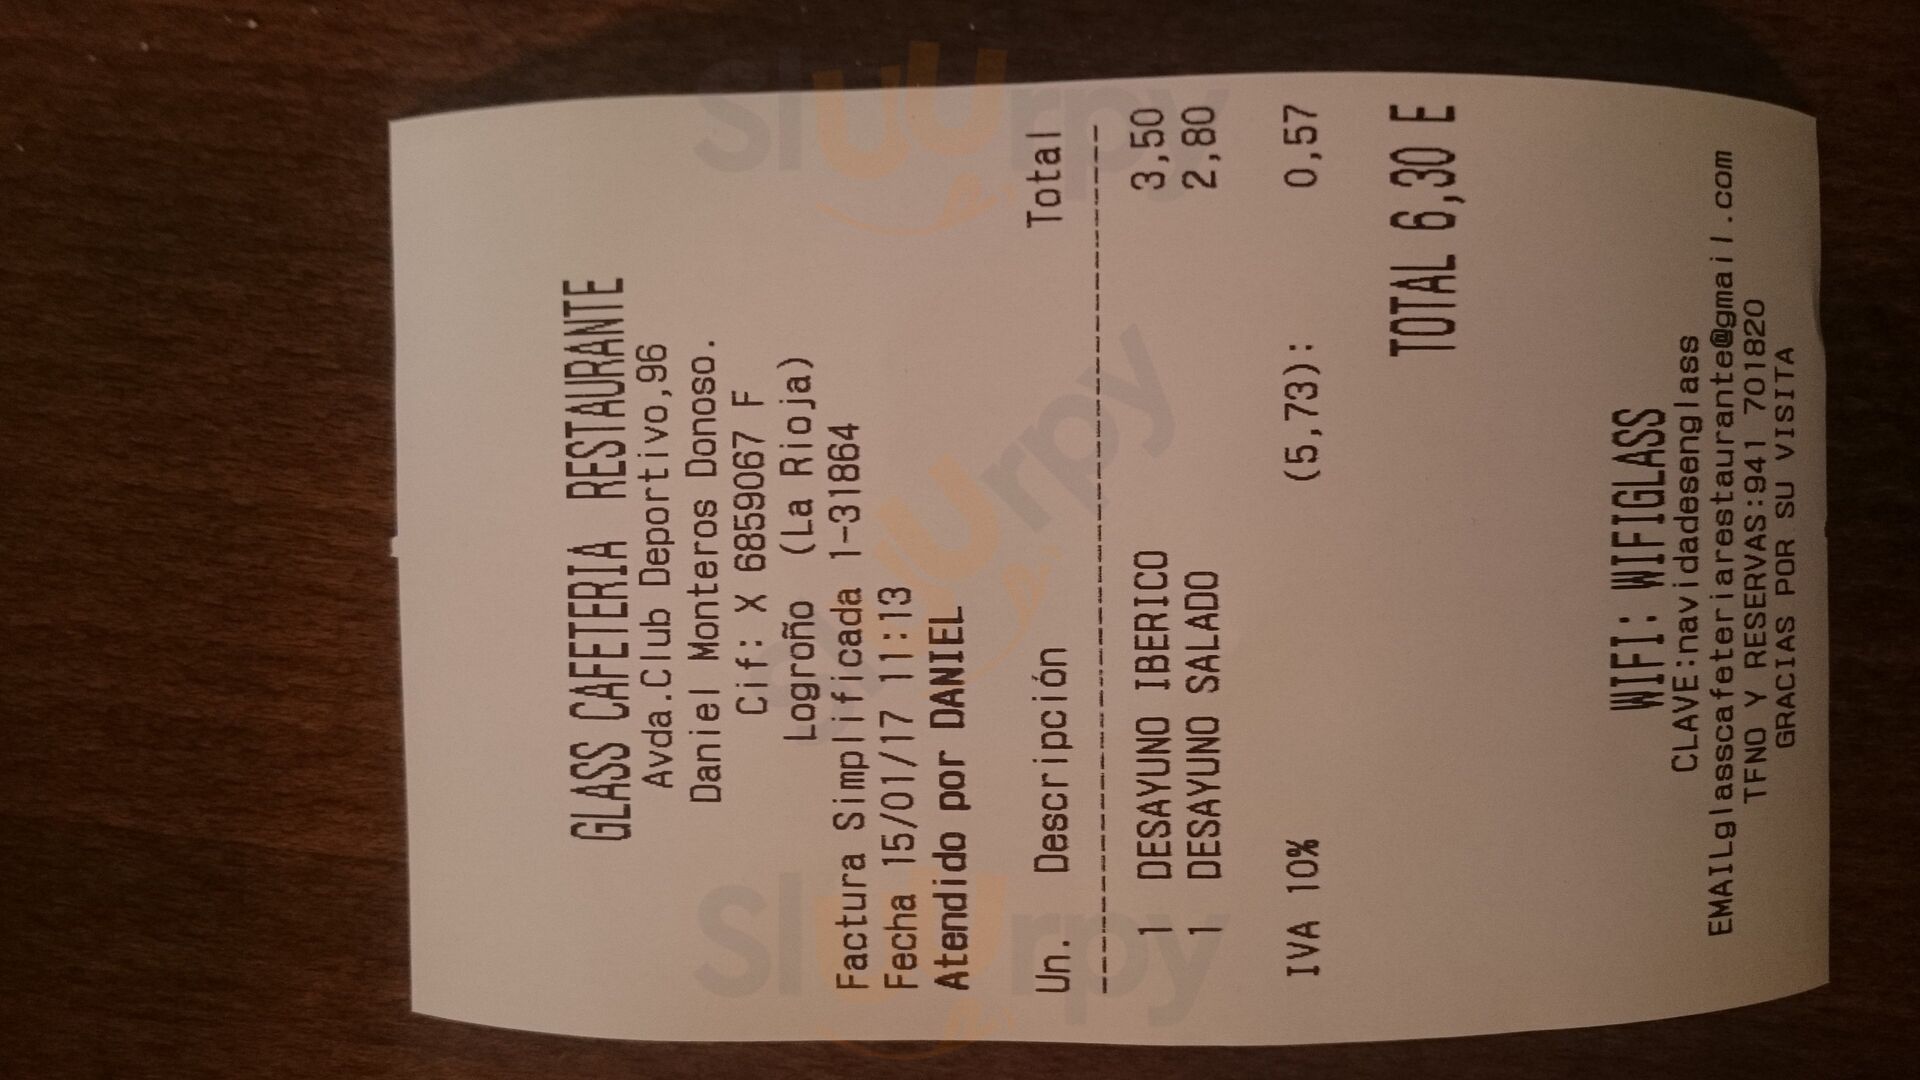 GLASS CAFETERIA RESTAURANTE
Avda.Club Deportivo,96
Daniel Monteros Donoso.
Cif: X 6859067 F
Logroño (La Rioja)
Factura Simplificada 1-31864
Fecha 15/01/17 11:13
Atendido por DANIEL
Un. Descripción Total
1 DESAYUNO IBERICO 3,50
1 DESAYUNO SALADO 2,80
IVA 10% (5,73): 0,57
TOTAL 6,30 E
WIFI: WIFIGLASS
CLAVE:navidadesenglass
EMAILglasscafeteriarestaurante@gmail.com
TFNO Y RESERVAS:941 701820
GRACIAS POR SU VISITA
sluurpy
sluurpy
sluurpy